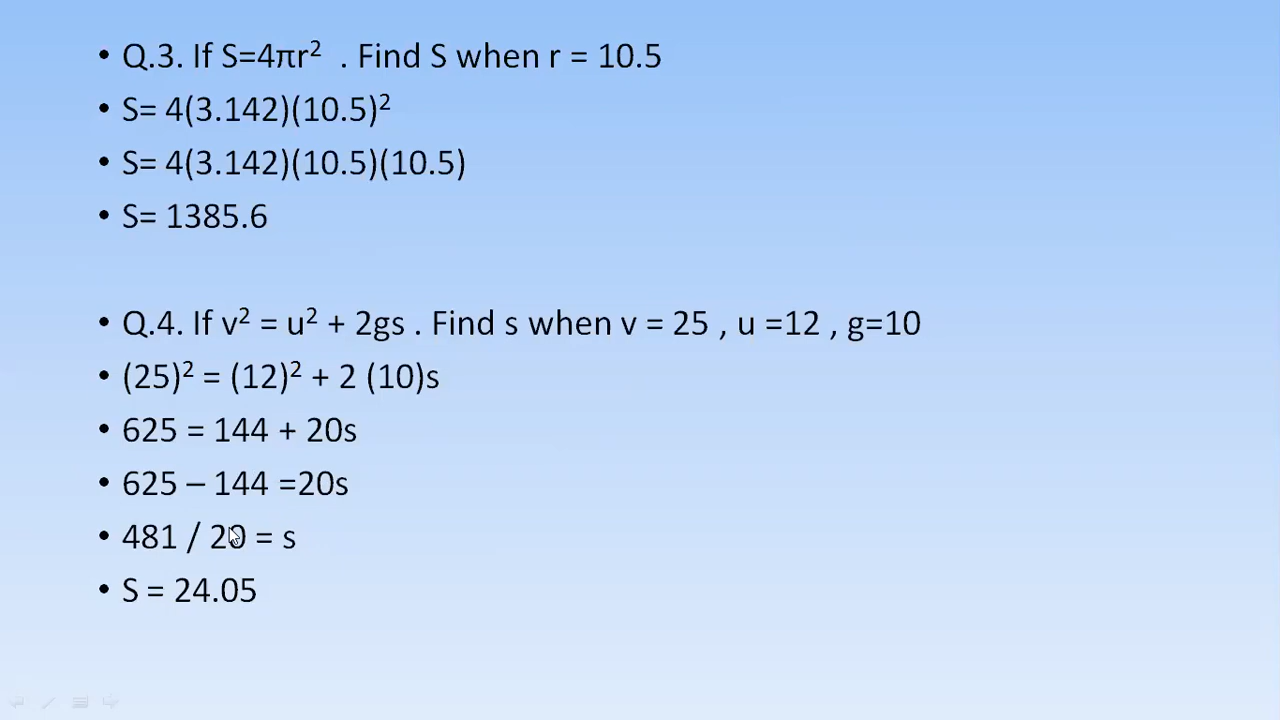 • Q.3. If S=4πr² . Find S when r = 10.5
• S= 4(3.142)(10.5)²
• S= 4(3.142)(10.5)(10.5)
• S= 1385.6
• Q.4. If v² = u² + 2gs . Find s when v = 25 , u =12 , g=10
• (25)² = (12)² + 2 (10)s
• 625 = 144 + 20s
• 625 – 144 =20s
• 481 / 20 = s
• S = 24.05